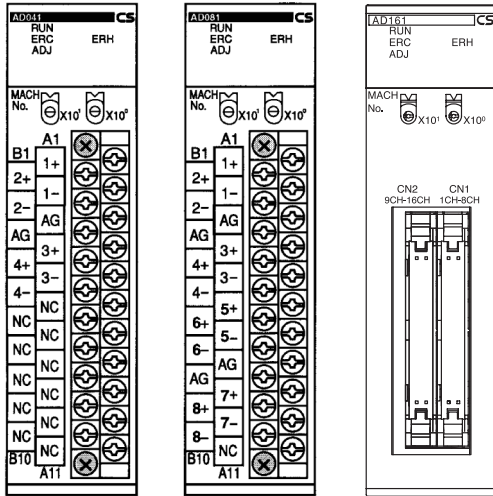 AD041 CS
RUN
ERC ERH
ADJ
MACH
No. X10¹ X10⁰
A1
B1
1+
2+
1−
2−
AG
AG
3+
4+
3−
4−
NC
NC
NC
NC
NC
NC
NC
NC
NC
NC
NC
B10
A11
AD081 CS
RUN
ERC ERH
ADJ
MACH
No. X10¹ X10⁰
A1
B1
1+
2+
1−
2−
AG
AG
3+
4+
3−
4−
5+
6+
5−
6−
AG
AG
7+
8+
7−
8−
NC
B10
A11
AD161 CS
RUN
ERC ERH
ADJ
MACH
No. X10¹ X10⁰
CN2 CN1
9CH-16CH 1CH-8CH